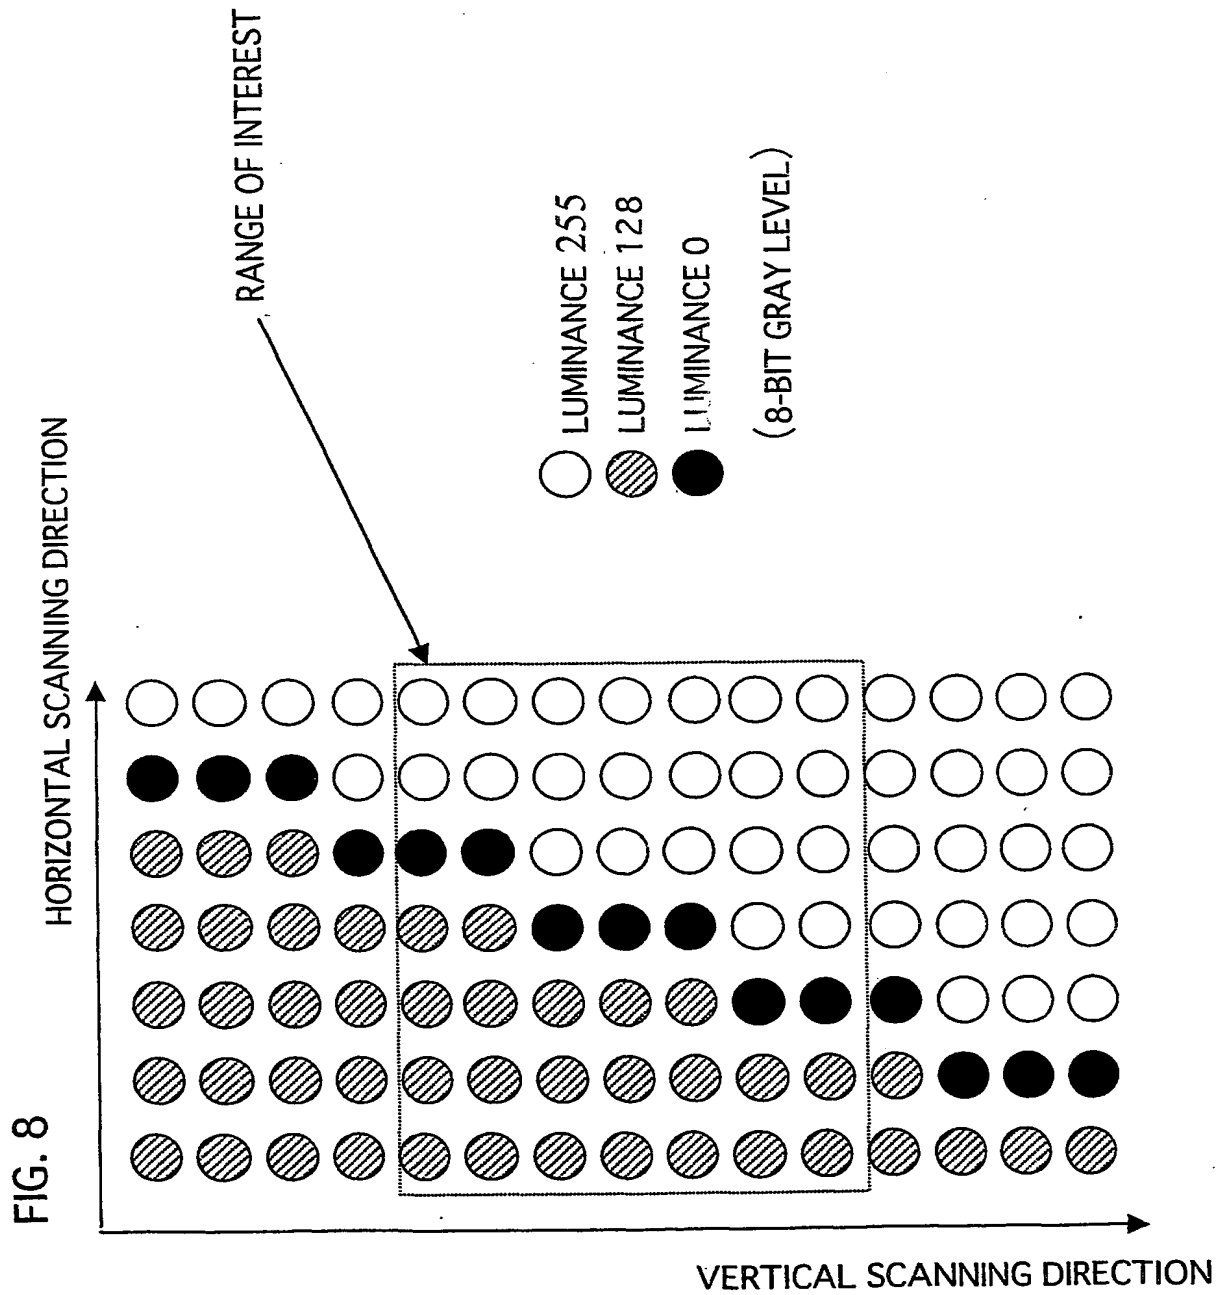 FIG. 8
HORIZONTAL SCANNING DIRECTION
RANGE OF INTEREST
LUMINANCE 255
LUMINANCE 128
LUMINANCE 0
(8-BIT GRAY LEVEL)
VERTICAL SCANNING DIRECTION